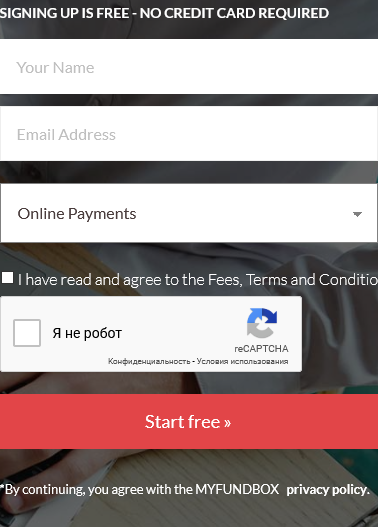 SIGNING UP IS FREE - NO CREDIT CARD REQUIRED
Your Name
Email Address
Online Payments
I have read and agree to the Fees, Terms and Conditio
Я не робот
reCAPTCHA
Конфиденциальность - Условия использования
Start free »
*By continuing, you agree with the MYFUNDBOX privacy policy.